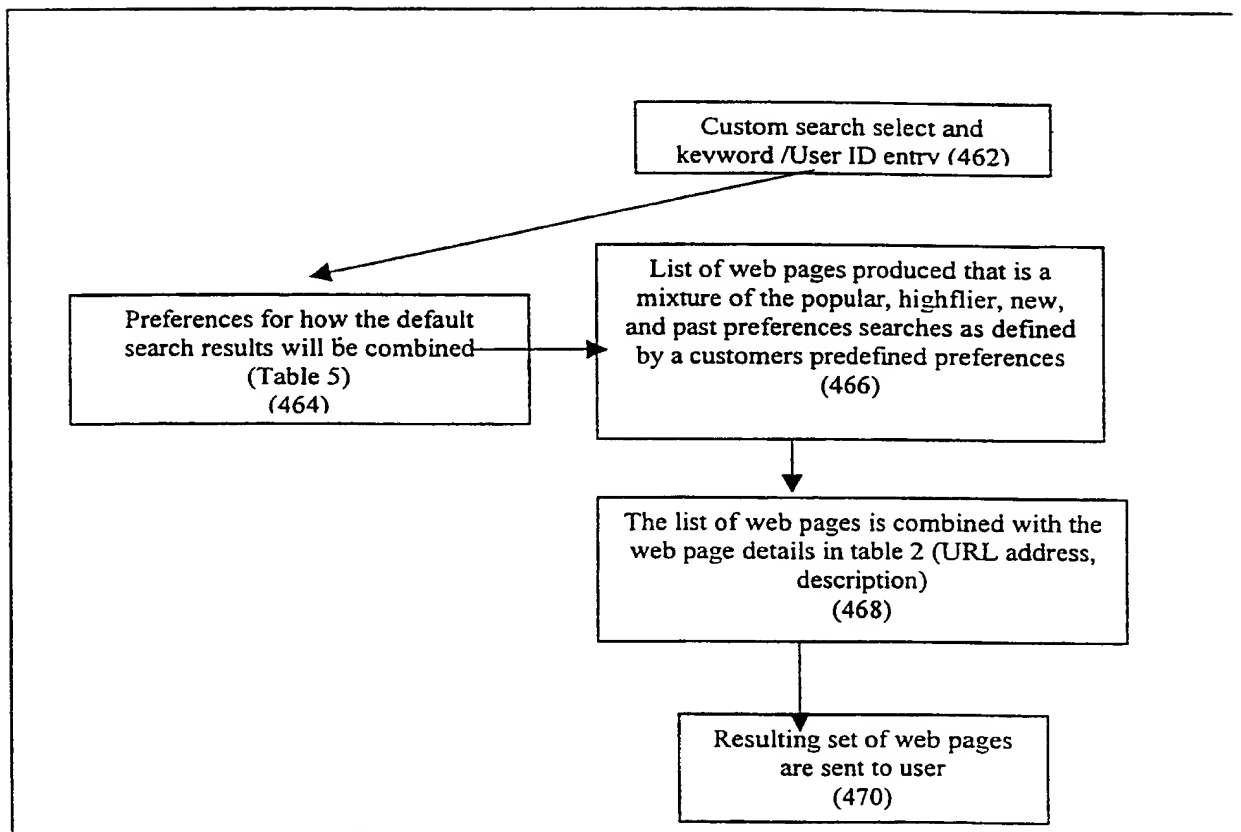 Custom search select and
keyword /User ID entry (462)
Preferences for how the default
search results will be combined
(Table 5)
(464)
List of web pages produced that is a
mixture of the popular, highflier, new,
and past preferences searches as defined
by a customers predefined preferences
(466)
The list of web pages is combined with the
web page details in table 2 (URL address,
description)
(468)
Resulting set of web pages
are sent to user
(470)